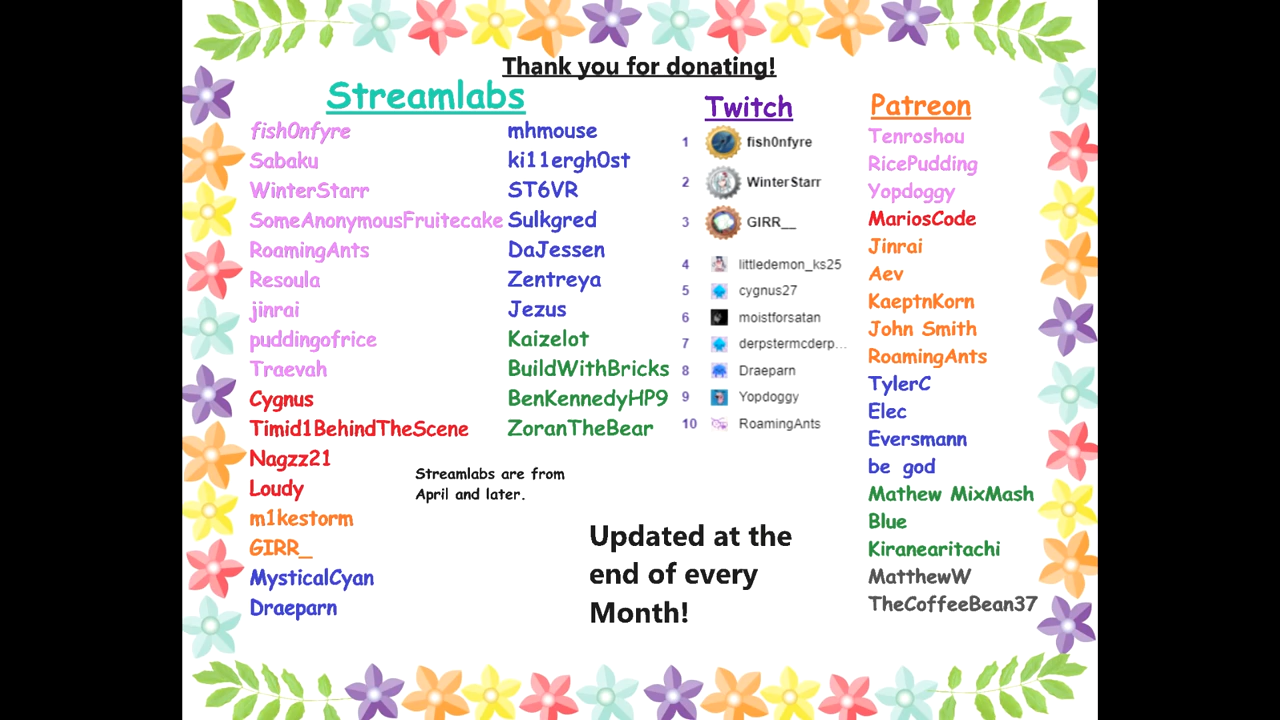 Thank you for donating!
Streamlabs
fish0nfyre
Sabaku
WinterStarr
SomeAnonymousFruitecake
RoamingAnts
Resoula
jinrai
puddingofrice
Traevah
Cygnus
Timid1BehindTheScene
Nagzz21
Loudy
m1kestorm
GIRR_
MysticalCyan
Draeparn
mhmouse
ki11ergh0st
ST6VR
Sulkgred
DaJessen
Zentreya
Jezus
Kaizelot
BuildWithBricks
BenKennedyHP9
ZoranTheBear
Streamlabs are from
April and later.
Twitch
1 fish0nfyre
2 WinterStarr
3 GIRR__
4 littledemon_ks25
5 cygnus27
6 moistforsatan
7 derpstermcderp...
8 Draeparn
9 Yopdoggy
10 RoamingAnts
Updated at the
end of every
Month!
Patreon
Tenroshou
RicePudding
Yopdoggy
MariosCode
Jinrai
Aev
KaeptnKorn
John Smith
RoamingAnts
TylerC
Elec
Eversmann
be god
Mathew MixMash
Blue
Kiranearitachi
MatthewW
TheCoffeeBean37